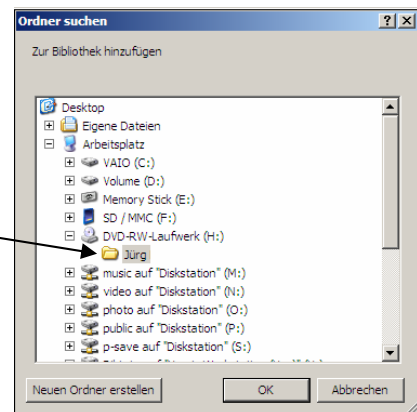 Ordner suchen
Zur Bibliothek hinzufügen
Desktop
Eigene Dateien
Arbeitsplatz
VAIO (C:)
Volume (D:)
Memory Stick (E:)
SD / MMC (F:)
DVD-RW-Laufwerk (H:)
Jürg
music auf "Diskstation" (M:)
video auf "Diskstation" (N:)
photo auf "Diskstation" (O:)
public auf "Diskstation" (P:)
p-save auf "Diskstation" (S:)
Neuen Ordner erstellen OK Abbrechen